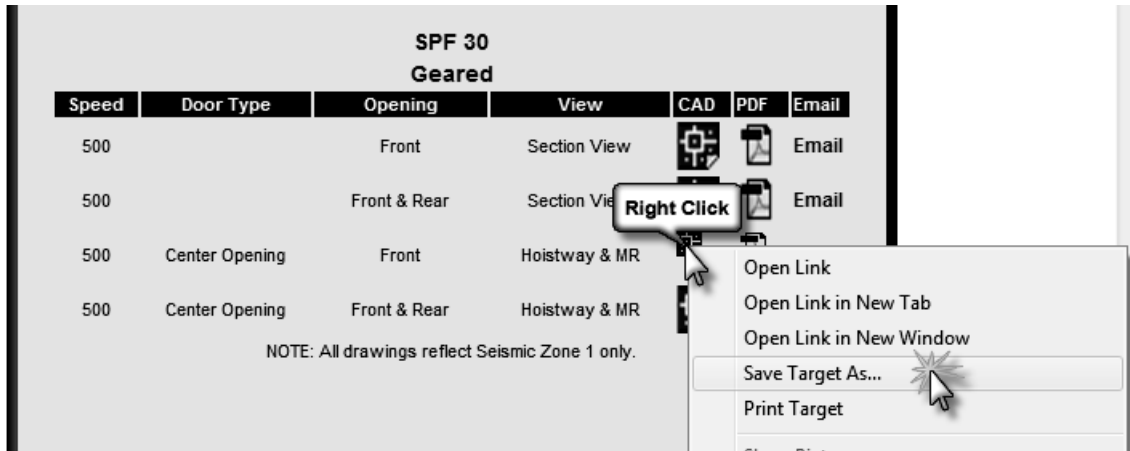 SPF 30
Geared
Speed Door Type Opening View CAD PDF Email
500 Front Section View Email
500 Front & Rear Section Email
Right Click
500 Center Opening Front Hoistway & MR
500 Center Opening Front & Rear Hoistway & MR
NOTE: All drawings reflect Seismic Zone 1 only.
Open Link
Open Link in New Tab
Open Link in New Window
Save Target As...
Print Target